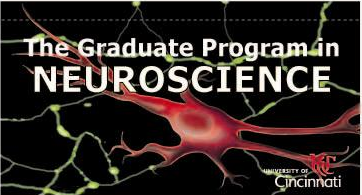 The Graduate Program in
NEUROSCIENCE
UNIVERSITY OF
UC
Cincinnati